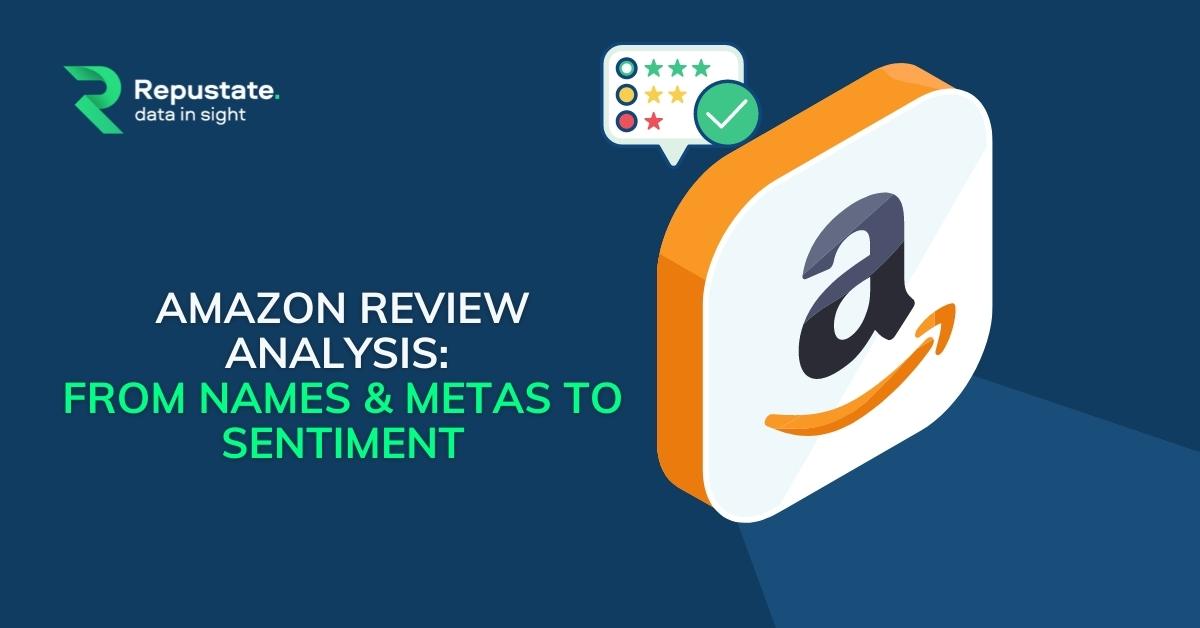 Repustate.
data in sight
AMAZON REVIEW
ANALYSIS:
FROM NAMES & METAS TO
SENTIMENT
a